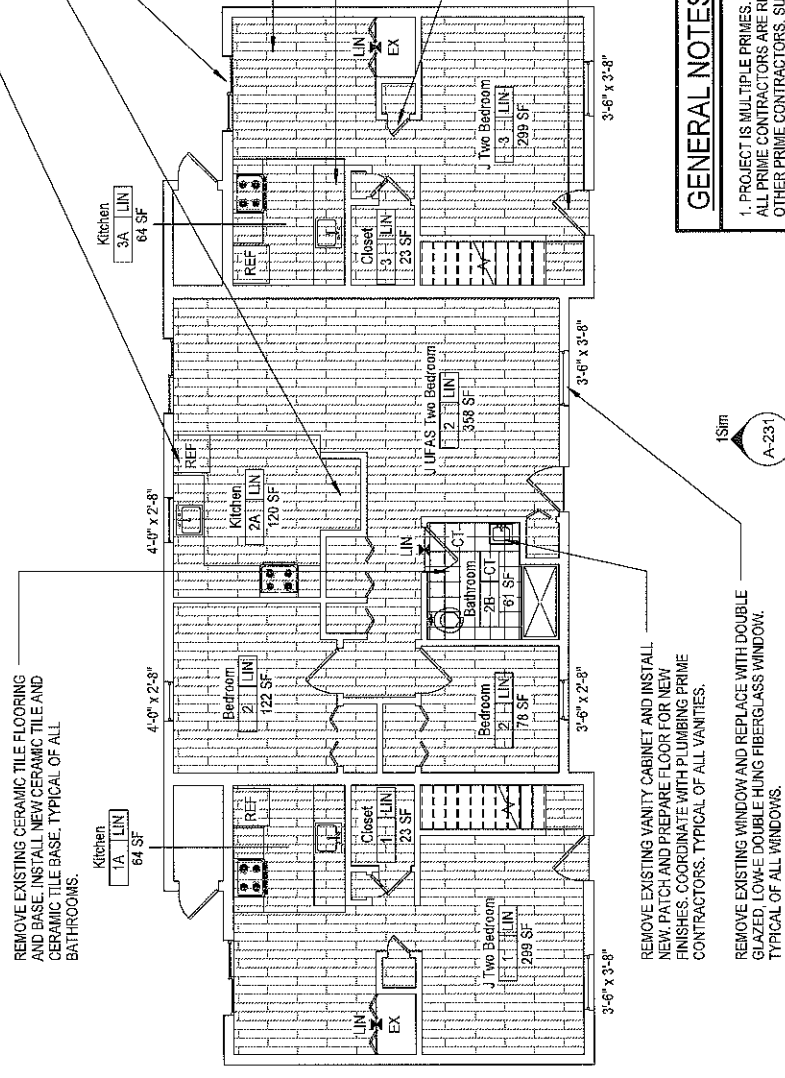 REMOVE EXISTING CERAMIC TILE FLOORING
AND BASE. INSTALL NEW CERAMIC TILE AND
CERAMIC TILE BASE, TYPICAL OF ALL
BATHROOMS.
Kitchen
1A LIN
64 SF
4'-0" x 2'-8"
4'-0" x 2'-8"
Kitchen
3A LIN
64 SF
REF
REF
REF
Bedroom
2 LIN
122 SF
Kitchen
2A LIN
120 SF
LIN
EX
Closet
1 LIN
23 SF
Closet
3 LIN
23 SF
LIN
EX
LIN
CT
Bathroom
2B CT
61 SF
J UFAS Two Bedroom
2 LIN
358 SF
J Two Bedroom
1 LIN
299 SF
Bedroom
2 LIN
78 SF
J Two Bedroom
3 LIN
299 SF
3'-6" x 3'-8"
3'-6" x 2'-8"
3'-6" x 3'-8"
3'-6" x 3'-8"
REMOVE EXISTING VANITY CABINET AND INSTALL
NEW. PATCH AND PREPARE FLOOR FOR NEW
FINISHES. COORDINATE WITH PLUMBING PRIME
CONTRACTORS. TYPICAL OF ALL VANITIES.
REMOVE EXISTING WINDOW AND REPLACE WITH DOUBLE
GLAZED, LOW-E DOUBLE HUNG FIBERGLASS WINDOW.
TYPICAL OF ALL WINDOWS.
1Sim
A-231
GENERAL NOTES
1. PROJECT IS MULTIPLE PRIMES.
ALL PRIME CONTRACTORS ARE
OTHER PRIME CONTRACTORS.